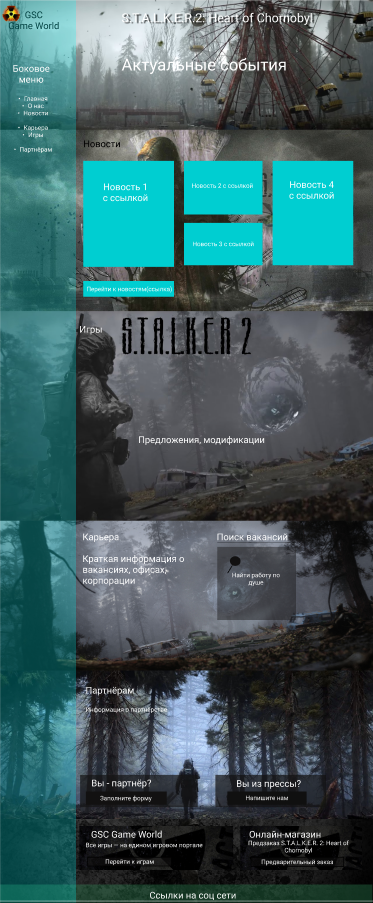 GSC
Game World
S.T.A.L.K.E.R.2: Heart of Chornobyl
Актуальные события
Боковое
меню
• Главная
• О нас
• Новости
• Карьера
• Игры
• Партнёрам
Новости
Новость 1
с ссылкой
Новость 2 с ссылкой
Новость 3 с ссылкой
Новость 4
с ссылкой
Перейти к новостям(ссылка)
Игры
S.T.A.L.K.E.R 2
Предложения, модификации
Карьера
Краткая информация о
вакансиях, офисах,
корпорации
Поиск вакансий
Найти работу по
душе
Партнёрам
Информация о партнёрстве
Вы - партнёр?
Заполните форму
Вы из прессы?
Напишите нам
GSC Game World
Все игры — на едином игровом портале
Перейти к играм
Онлайн-магазин
Предзаказ S.T.A.L.K.E.R. 2: Heart of
Chornobyl
Предварительный заказ
Ссылки на соц сети